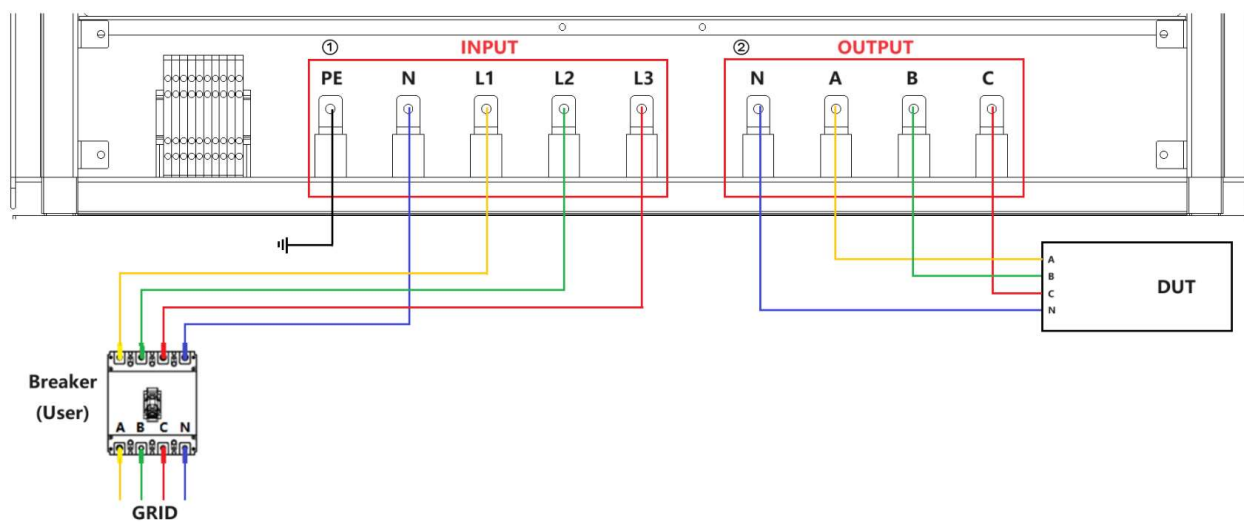 ① INPUT
PE N L1 L2 L3
② OUTPUT
N A B C
A
B
C
N
DUT
Breaker
(User)
A B C N
GRID